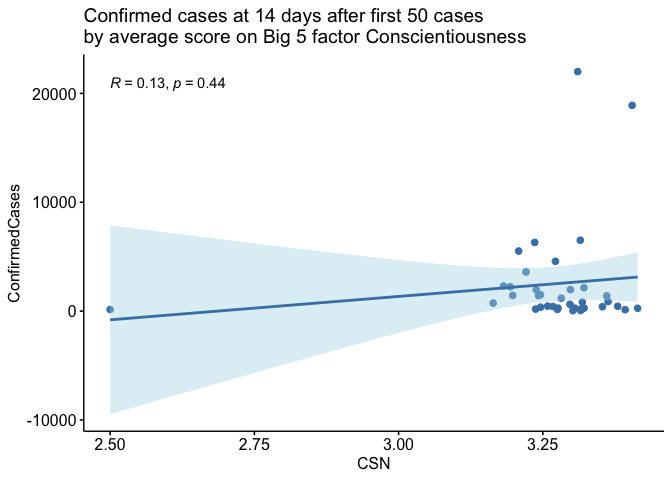 Confirmed cases at 14 days after first 50 cases
by average score on Big 5 factor Conscientiousness
R = 0.13, p = 0.44
20000
10000
0
-10000
ConfirmedCases
2.50
2.75
3.00
3.25
CSN